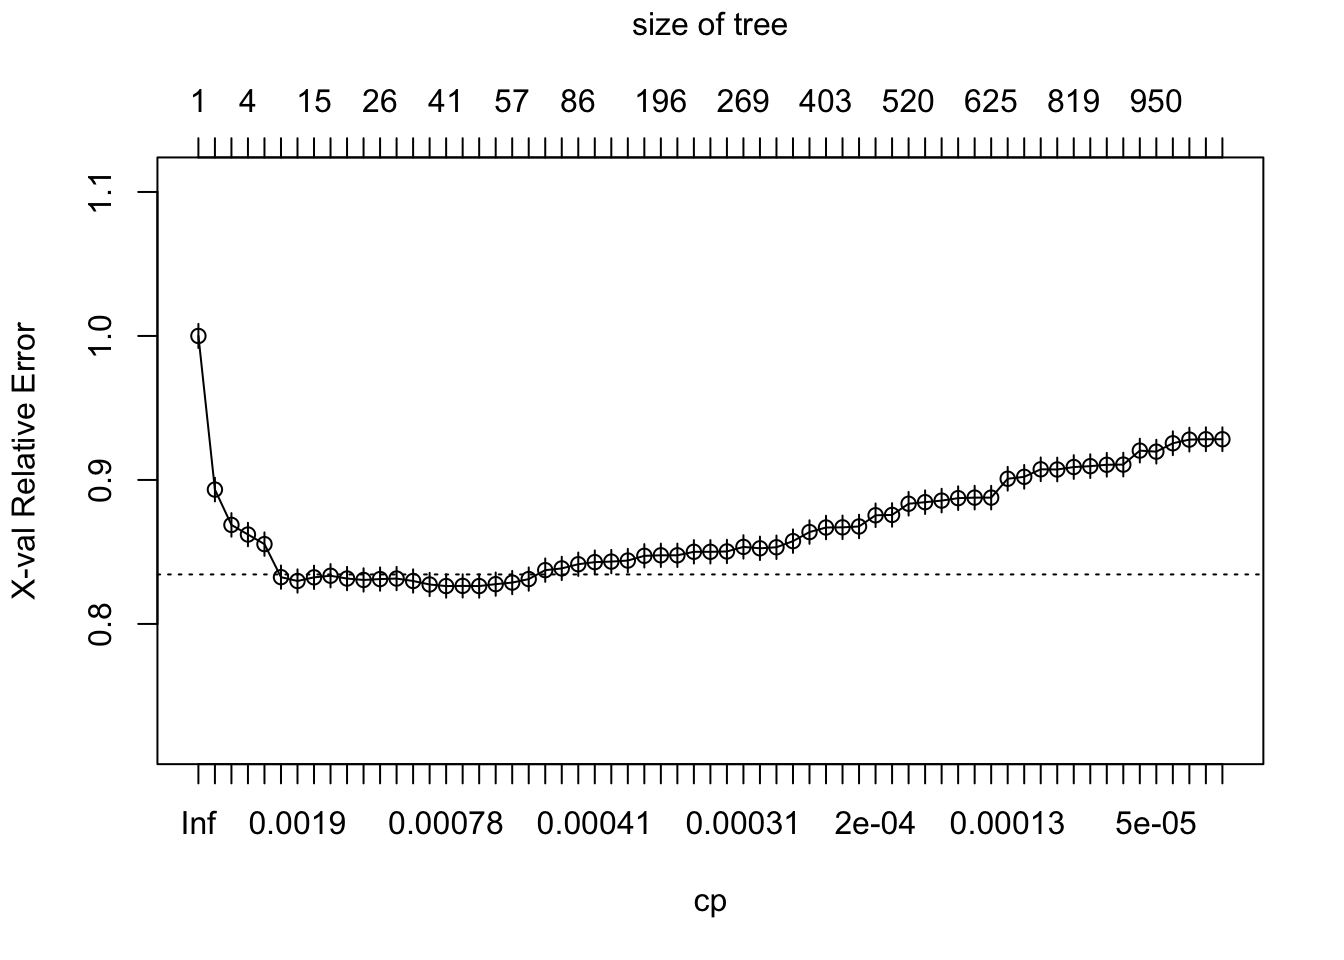 size of tree
1 4 15 26 41 57 86 196 269 403 520 625 819 950
1.1
1.0
0.9
0.8
X-val Relative Error
Inf 0.0019 0.00078 0.00041 0.00031 2e-04 0.00013 5e-05
cp